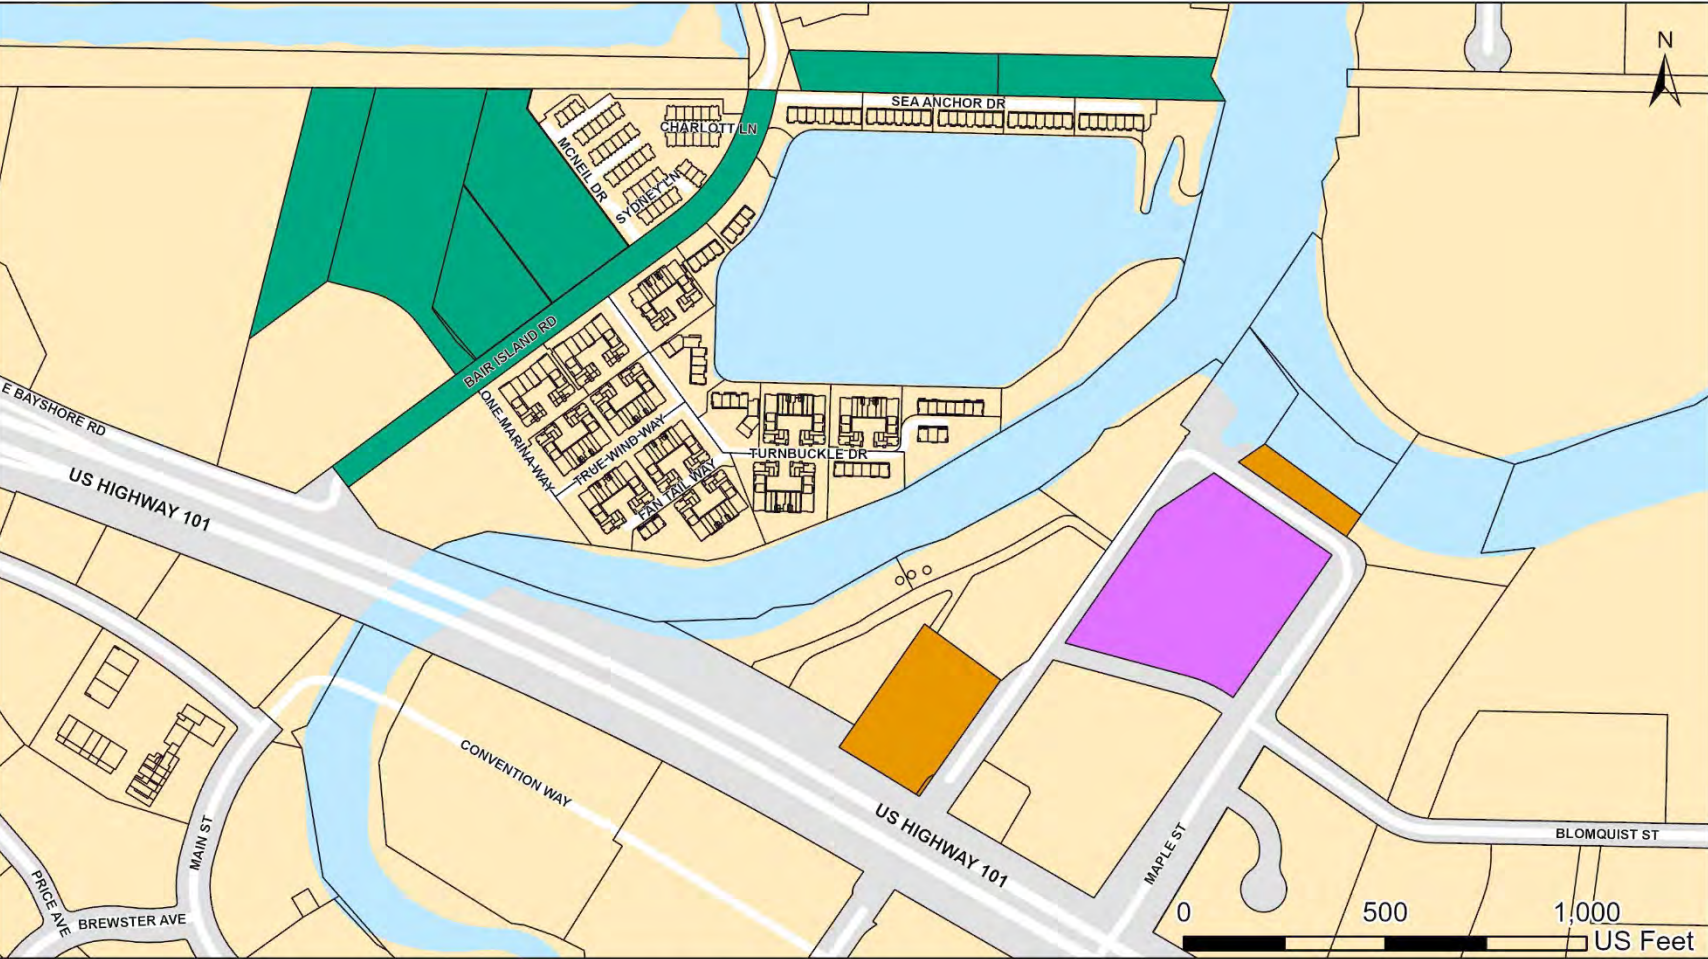 N
SEA ANCHOR DR
CHARLOTT LN
MCNEIL DR
SYDNEY LN
BAIR ISLAND RD
E BAYSHORE RD
ONE MARINA WAY
TRUE WIND WAY
TURNBUCKLE DR
FAN TAIL WAY
US HIGHWAY 101
CONVENTION WAY
US HIGHWAY 101
MAIN ST
MAPLE ST
BLOMQUIST ST
PRICE AVE
BREWSTER AVE
0 500 1,000
US Feet